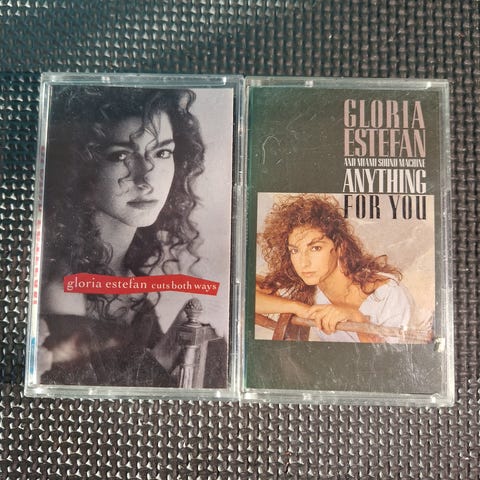 gloria estefan cuts both ways
GLORIA
ESTEFAN
AND MIAMI SOUND MACHINE
ANYTHING
FOR YOU